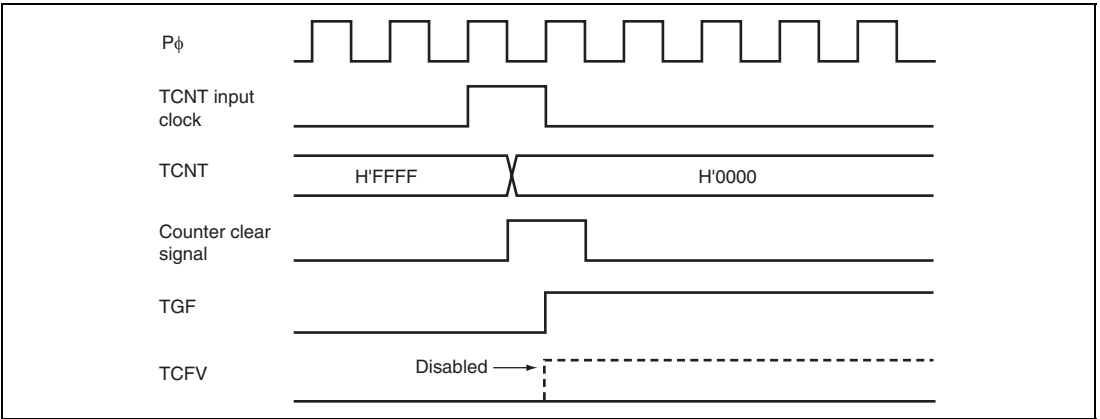 Pϕ
TCNT input
clock
TCNT
H'FFFF
H'0000
Counter clear
signal
TGF
Disabled
TCFV